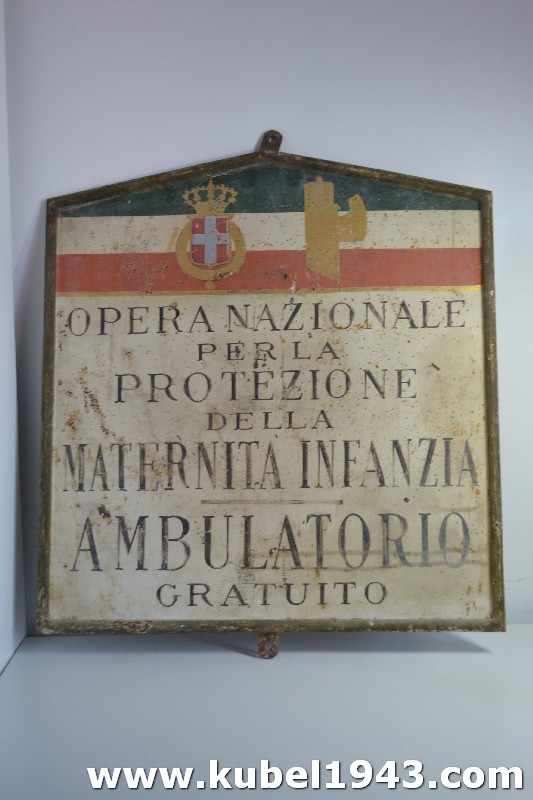 OPERA NAZIONALE
PER LA
PROTEZIONE
DELLA
MATERNITA INFANZIA
AMBULATORIO
GRATUITO
www.kubel1943.com